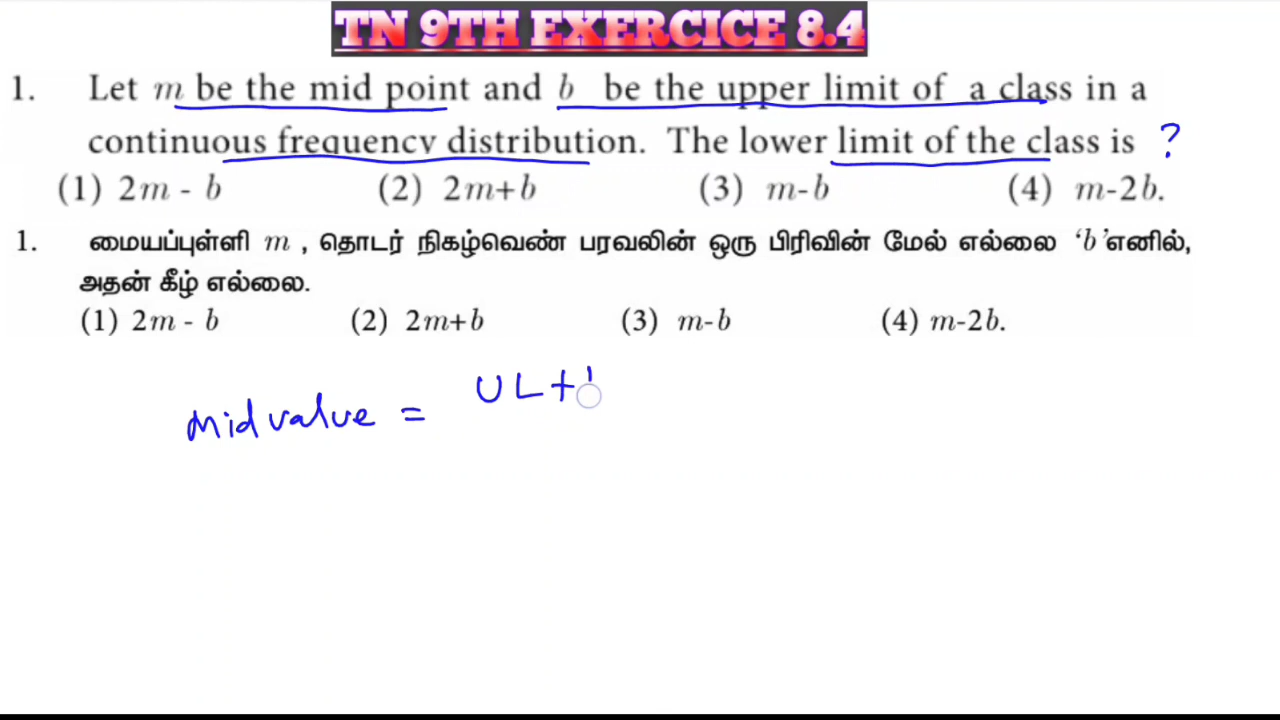 TN 9TH EXERCICE 8.4
1. Let m be the mid point and b be the upper limit of a class in a
continuous frequency distribution. The lower limit of the class is ?
(1) 2m - b (2) 2m+b (3) m-b (4) m-2b.
1. மையப்புள்ளி m , தொடர் நிகழ்வெண் பரவலின் ஒரு பிரிவின் மேல் எல்லை ‘b’எனில்,
அதன் கீழ் எல்லை.
(1) 2m - b (2) 2m+b (3) m-b (4) m-2b.
UL+
Mid value =